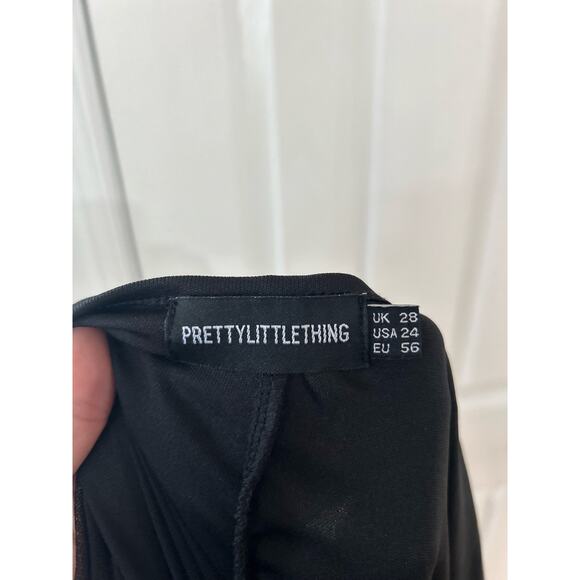 PRETTYLITTLETHING
UK 28
USA 24
EU 56